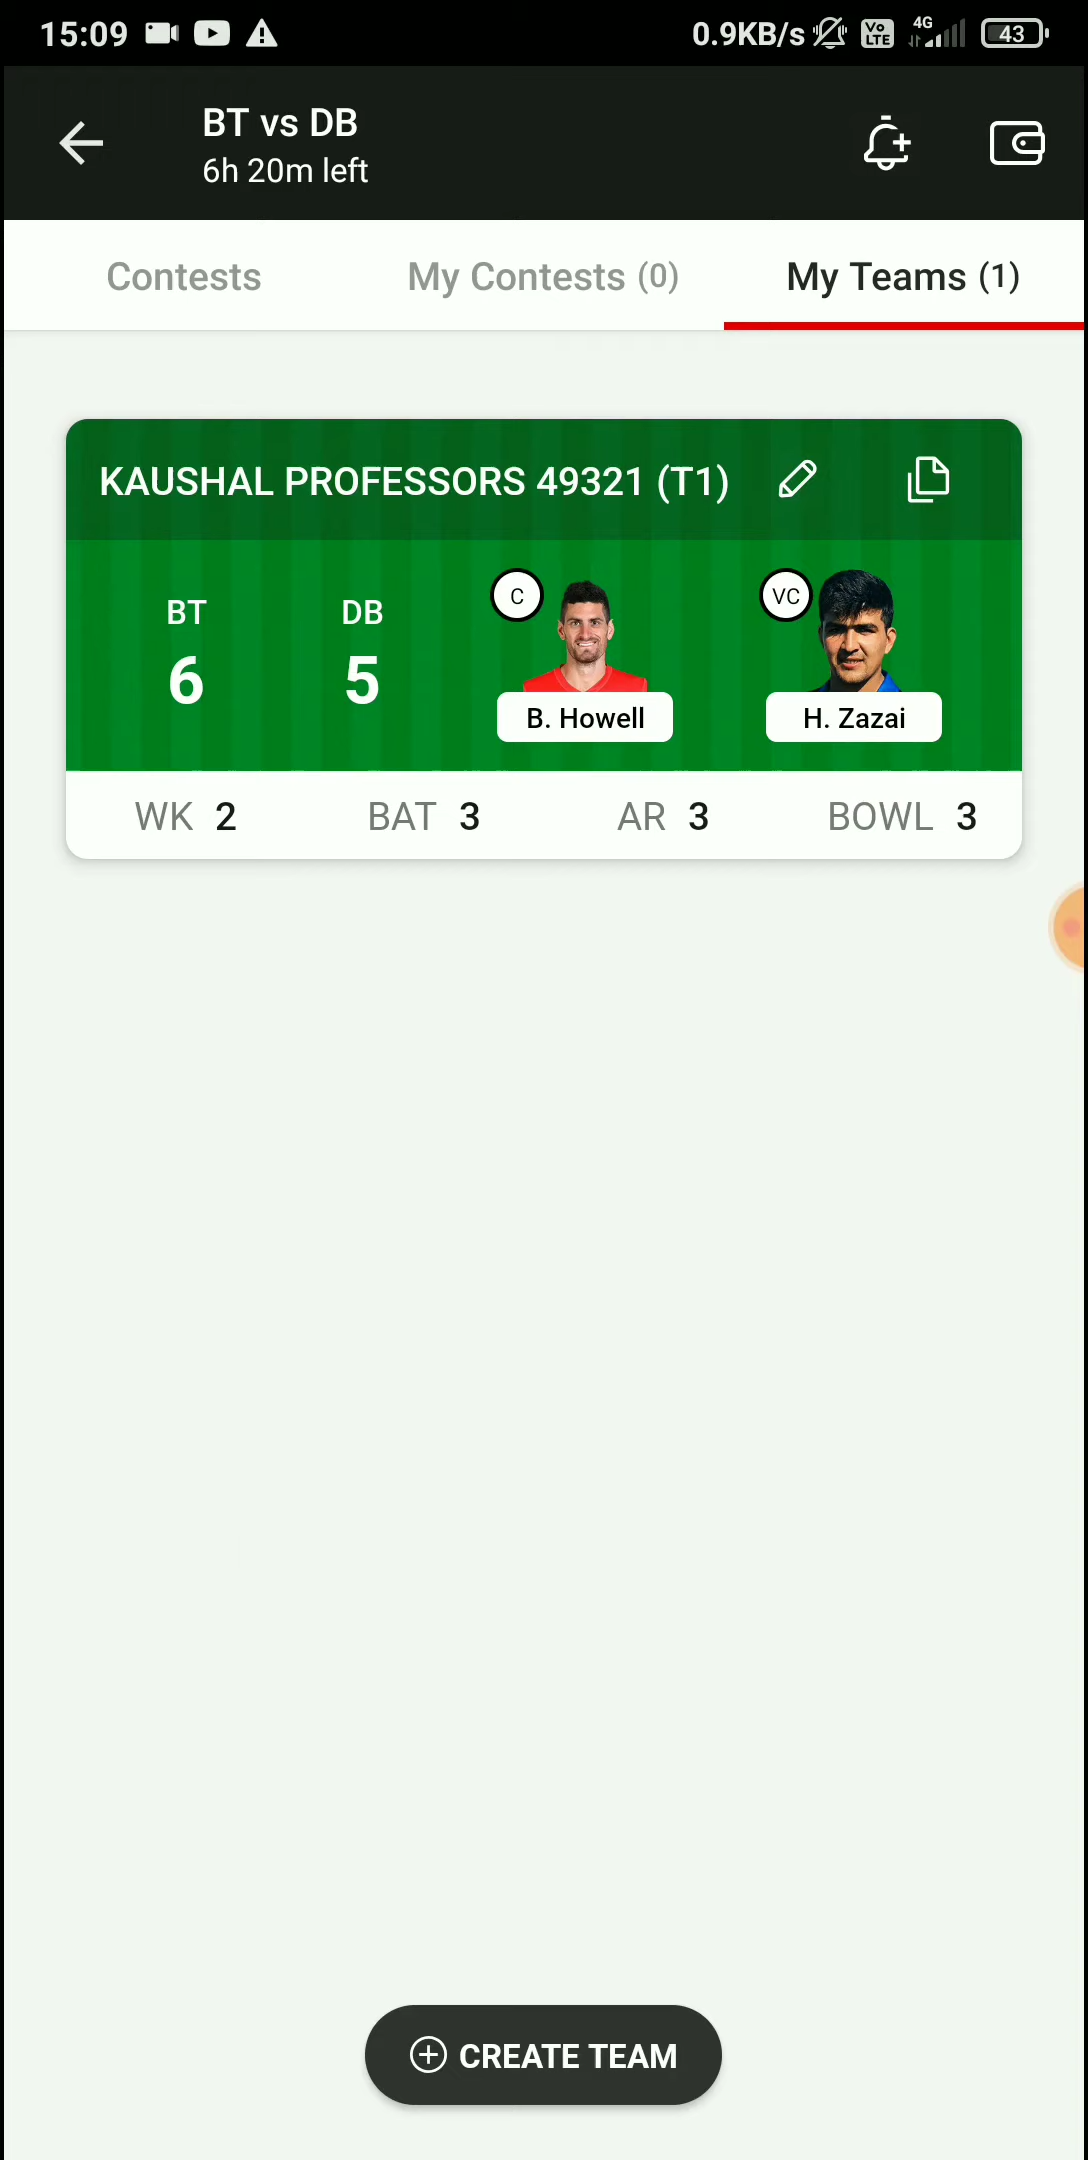 15:09 0.9KB/s Vo LTE 4G 43
BT vs DB
6h 20m left
Contests My Contests (0) My Teams (1)
KAUSHAL PROFESSORS 49321 (T1)
BT DB C VC
6 5
B. Howell H. Zazai
WK 2 BAT 3 AR 3 BOWL 3
CREATE TEAM